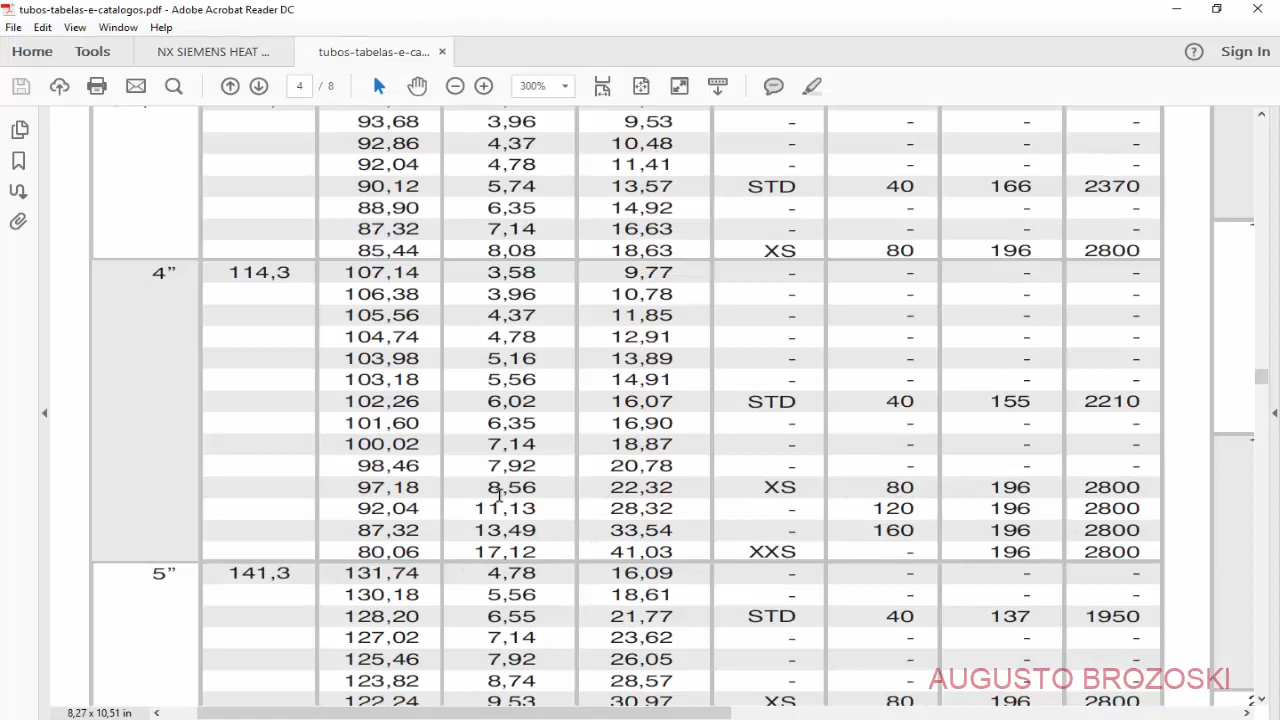 tubos-tabelas-e-catalogos.pdf - Adobe Acrobat Reader DC
File Edit View Window Help
Home Tools NX SIEMENS HEAT ... tubos-tabelas-e-ca... × Sign In
4 / 8 300%
93,68 3,96 9,53 - - - -
92,86 4,37 10,48 - - - -
92,04 4,78 11,41 - - - -
90,12 5,74 13,57 STD 40 166 2370
88,90 6,35 14,92 - - - -
87,32 7,14 16,63 - - - -
85,44 8,08 18,63 XS 80 196 2800
4” 114,3 107,14 3,58 9,77 - - - -
106,38 3,96 10,78 - - - -
105,56 4,37 11,85 - - - -
104,74 4,78 12,91 - - - -
103,98 5,16 13,89 - - - -
103,18 5,56 14,91 - - - -
102,26 6,02 16,07 STD 40 155 2210
101,60 6,35 16,90 - - - -
100,02 7,14 18,87 - - - -
98,46 7,92 20,78 - - - -
97,18 8,56 22,32 XS 80 196 2800
92,04 11,13 28,32 - 120 196 2800
87,32 13,49 33,54 - 160 196 2800
80,06 17,12 41,03 XXS - 196 2800
5” 141,3 131,74 4,78 16,09 - - - -
130,18 5,56 18,61 - - - -
128,20 6,55 21,77 STD 40 137 1950
127,02 7,14 23,62 - - - -
125,46 7,92 26,05 - - - -
123,82 8,74 28,57 - - - -
122,24 9,53 30,97 XS 80 196 2800
AUGUSTO BROZOSKI
8,27 x 10,51 in